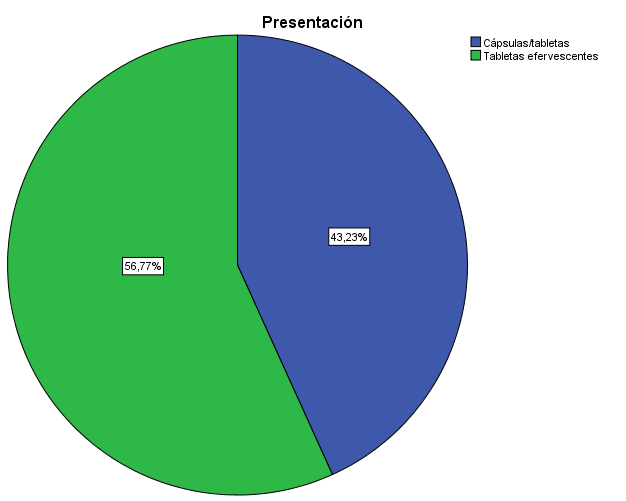 Presentación
Cápsulas/tabletas
Tabletas efervescentes
43,23%
56,77%